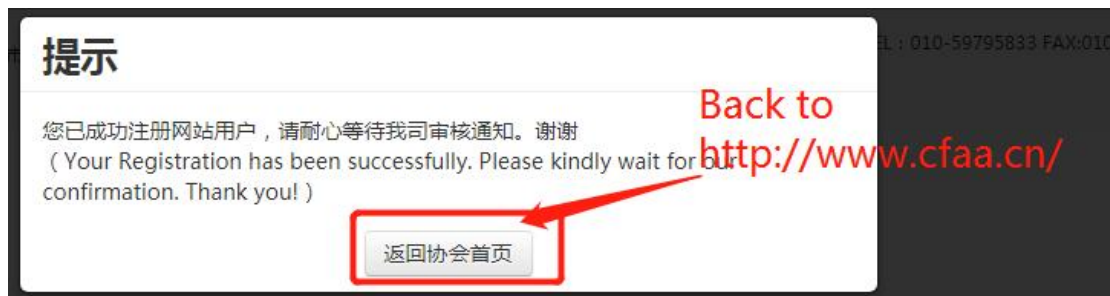 提示
EL：010-59795833 FAX:010
您已成功注册网站用户，请耐心等待我司审核通知。谢谢
（Your Registration has been successfully. Please kindly wait for our
confirmation. Thank you!）
Back to
http://www.cfaa.cn/
返回协会首页